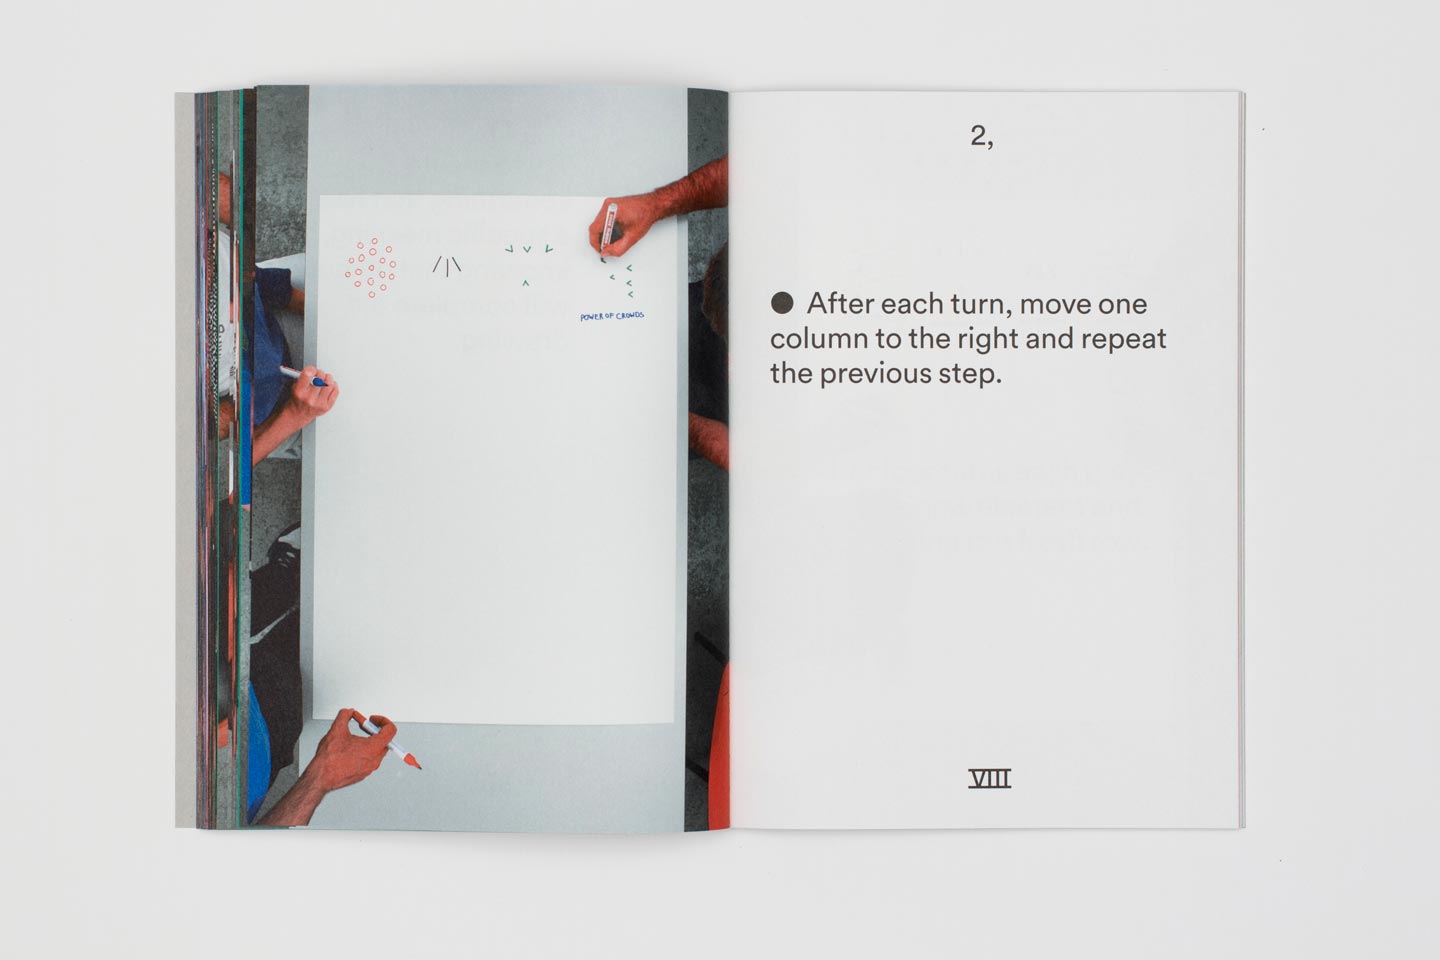 POWER OF CROWDS
2,
● After each turn, move one
column to the right and repeat
the previous step.
VIII